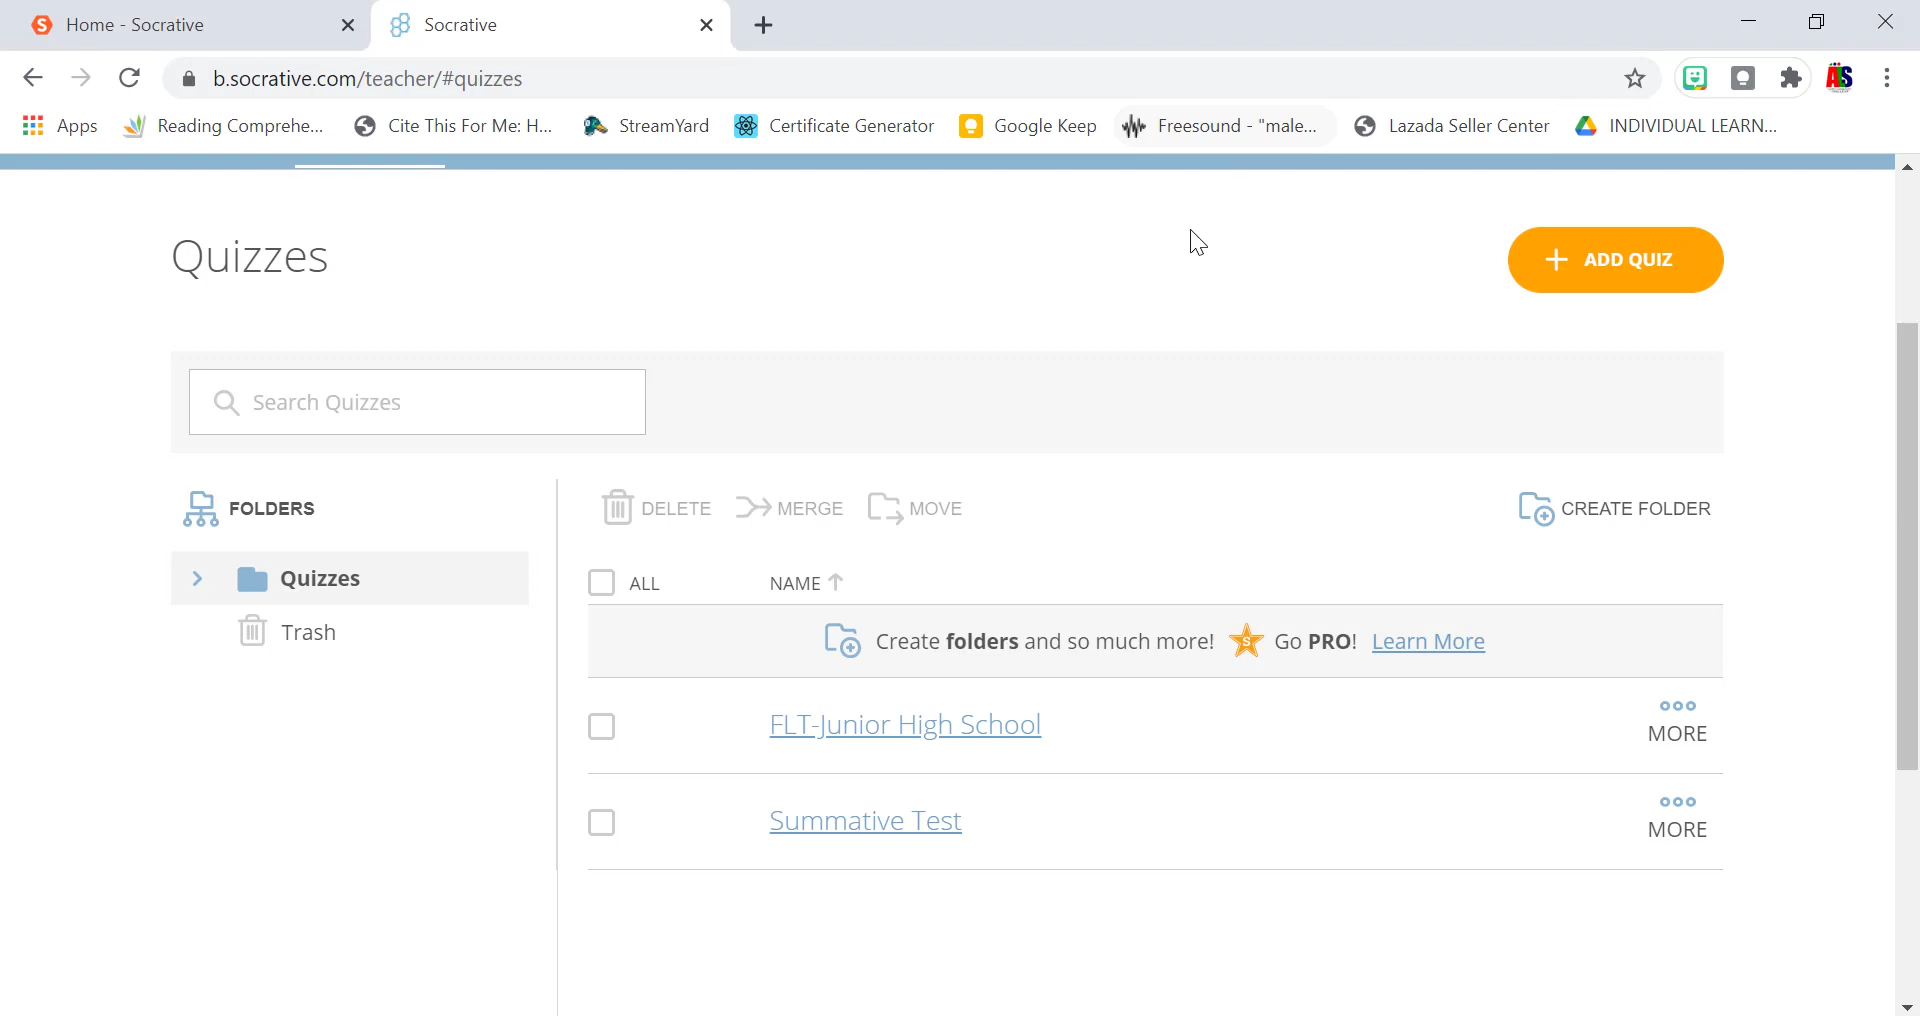 Home - Socrative
Socrative
b.socrative.com/teacher/#quizzes
Apps
Reading Comprehe...
Cite This For Me: H...
StreamYard
Certificate Generator
Google Keep
Freesound - "male...
Lazada Seller Center
INDIVIDUAL LEARN...
Quizzes
ADD QUIZ
Search Quizzes
FOLDERS
DELETE
MERGE
MOVE
CREATE FOLDER
Quizzes
Trash
ALL
NAME
Create folders and so much more! Go PRO! Learn More
FLT-Junior High School
MORE
Summative Test
MORE